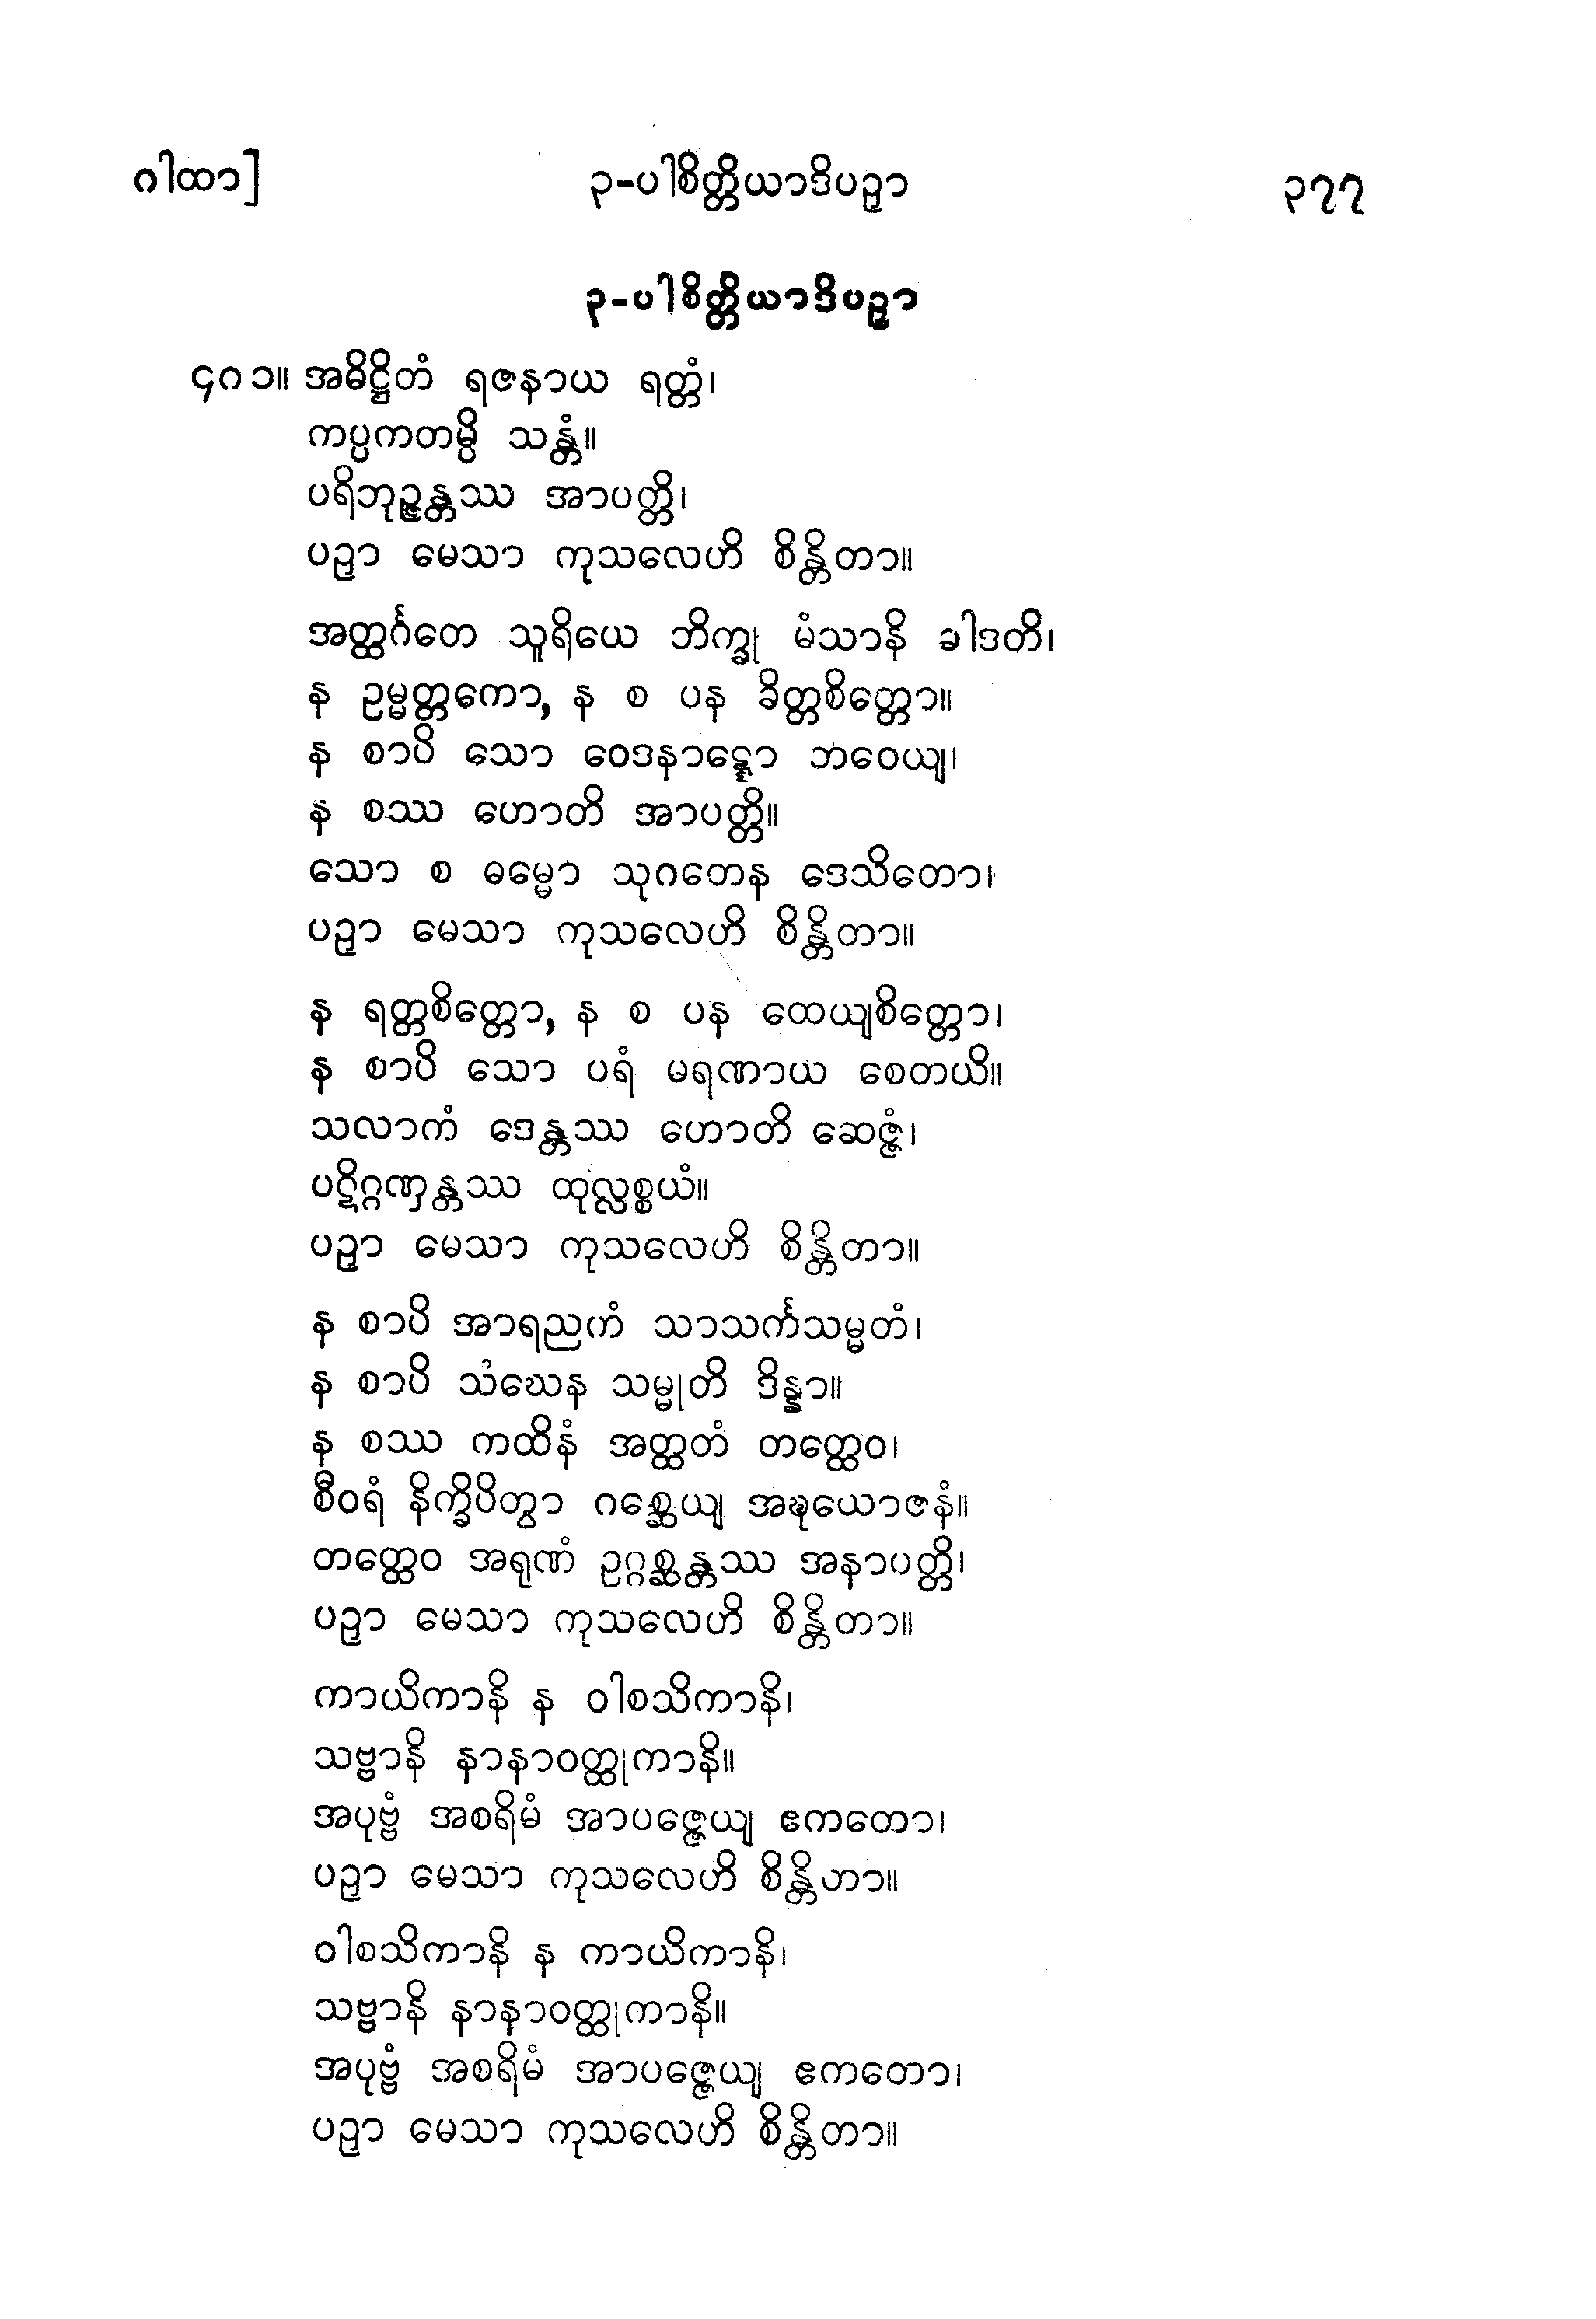 ဂါထာ] ၃-ပါစိတ္တိယာဒိပဉှာ ၃၇၇
၃-ပါစိတ္တိယာဒိပဉှာ
၄၈၁။ အဓိဋ္ဌိတံ ရဇနာယ ရတ္တံ၊
ကပ္ပကတမ္ပိ သန္တံ။
ပရိဘုဉ္ဇန္တဿ အာပတ္တိ၊
ပဉှာ မေသာ ကုသလေဟိ စိန္တိတာ။
အတ္ထင်္ဂတေ သူရိယေ ဘိက္ခု မံသာနိ ခါဒတိ၊
န ဥမ္မတ္တကော, န စ ပန ခိတ္တစိတ္တော။
န စာပိ သော ဝေဒနာဋ္ဋော ဘဝေယျ၊
န စဿ ဟောတိ အာပတ္တိ။
သော စ ဓမ္မော သုဂတေန ဒေသိတော၊
ပဉှာ မေသာ ကုသလေဟိ စိန္တိတာ။
န ရတ္တစိတ္တော, န စ ပန ထေယျစိတ္တော၊
န စာပိ သော ပရံ မရဏာယ စေတယိ။
သလာကံ ဒေန္တဿ ဟောတိ ဆေဇ္ဇံ၊
ပဋိဂ္ဂဏှန္တဿ ထုလ္လစ္စယံ။
ပဉှာ မေသာ ကုသလေဟိ စိန္တိတာ။
န စာပိ အာရညကံ သာသင်္ကသမ္မတံ၊
န စာပိ သံဃေန သမ္မုတိ ဒိန္နာ။
န စဿ ကထိနံ အတ္ထတံ တတ္ထေဝ၊
စီဝရံ နိက္ခိပိတွာ ဂစ္ဆေယျ အဍ္ဎယောဇနံ။
တတ္ထေဝ အရုဏံ ဥဂ္ဂစ္ဆန္တဿ အနာပတ္တိ၊
ပဉှာ မေသာ ကုသလေဟိ စိန္တိတာ။
ကာယိကာနိ န ဝါစသိကာနိ၊
သဗ္ဗာနိ နာနာဝတ္ထုကာနိ။
အပုဗ္ဗံ အစရိမံ အာပဇ္ဇေယျ ဧကတော၊
ပဉှာ မေသာ ကုသလေဟိ စိန္တိတာ။
ဝါစသိကာနိ န ကာယိကာနိ၊
သဗ္ဗာနိ နာနာဝတ္ထုကာနိ။
အပုဗ္ဗံ အစရိမံ အာပဇ္ဇေယျ ဧကတော၊
ပဉှာ မေသာ ကုသလေဟိ စိန္တိတာ။